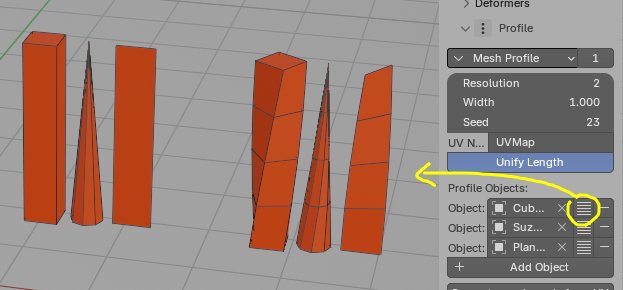 Deformers
Profile
Mesh Profile 1
Resolution 2
Width 1.000
Seed 23
UV N... UVMap
Unify Length
Profile Objects:
Object: Cub...
Object: Suz...
Object: Plan...
Add Object